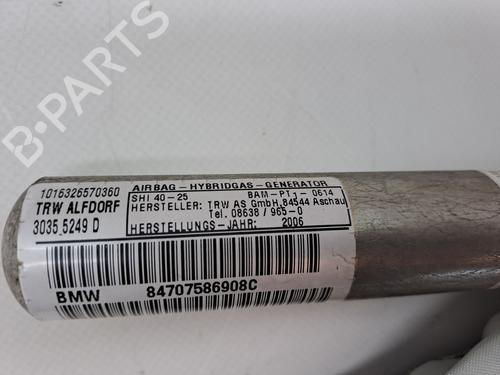 1016326570360
TRW ALFDORF
3035 5249 D
AIRBAG-HYBRIDGAS-GENERATOR
SHI 40-25 BAM-PT1-0614
HERSTELLER: TRW AS GmbH,84544 Aschau
Tel. 08638 / 965-0
HERSTELLUNGS-JAHR: 2006
BMW 84707586908C
B-PARTS